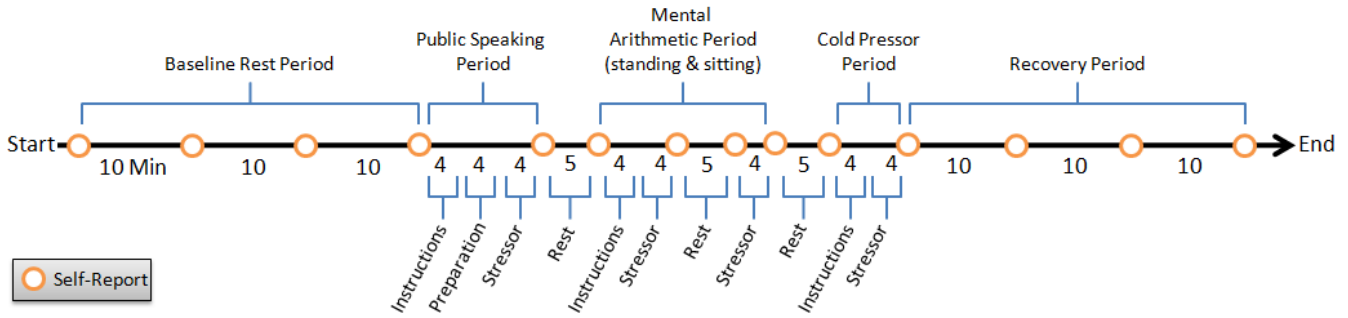 Baseline Rest Period
Public Speaking
Period
Mental
Arithmetic Period
(standing & sitting)
Cold Pressor
Period
Recovery Period
Start
End
10 Min
10
10
4
4
4
5
4
4
5
4
5
4
4
10
10
10
Instructions
Preparation
Stressor
Rest
Instructions
Stressor
Rest
Stressor
Rest
Instructions
Stressor
Self-Report